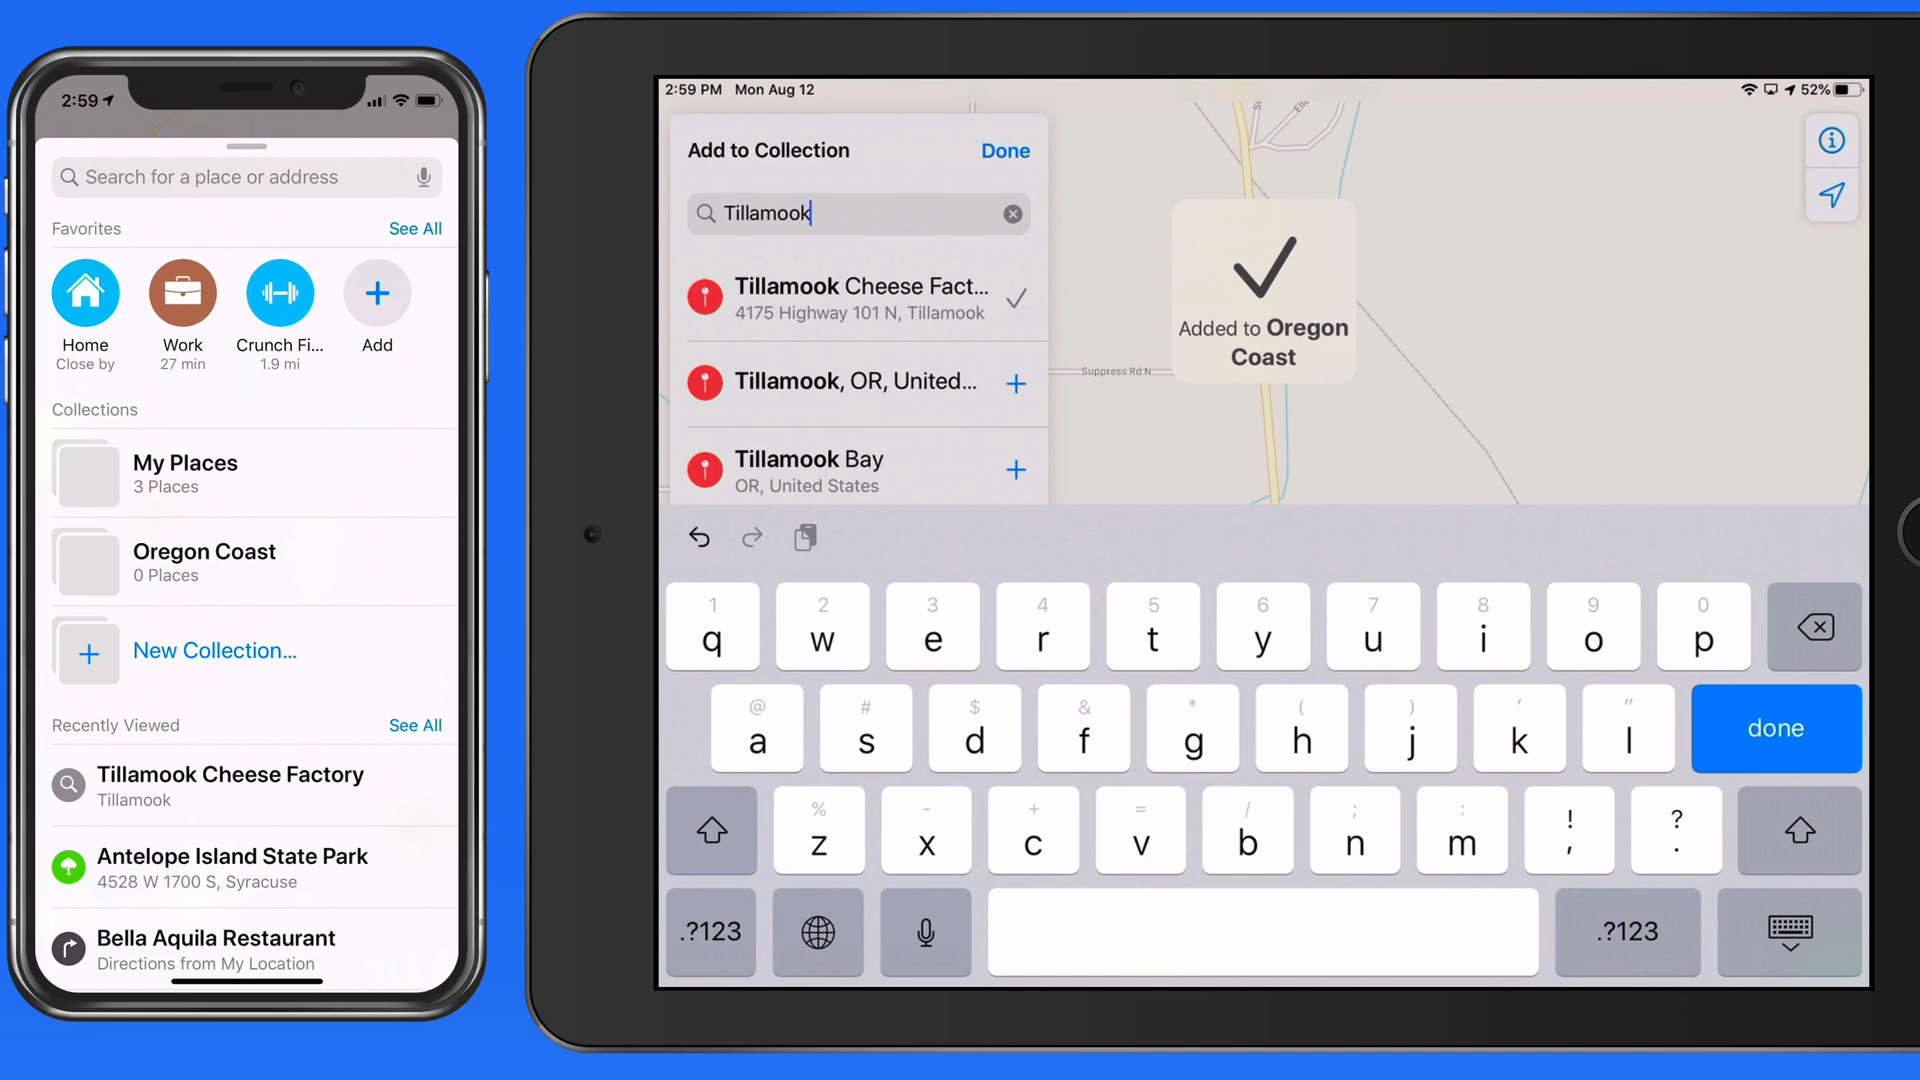 2:59
Search for a place or address
Favorites
See All
Home
Close by
Work
27 min
Crunch Fi...
1.9 mi
Add
Collections
My Places
3 Places
Oregon Coast
0 Places
New Collection...
Recently Viewed
See All
Tillamook Cheese Factory
Tillamook
Antelope Island State Park
4528 W 1700 S, Syracuse
Bella Aquila Restaurant
Directions from My Location
2:59 PM Mon Aug 12
52%
Add to Collection
Done
Tillamook
Tillamook Cheese Fact...
4175 Highway 101 N, Tillamook
Tillamook, OR, United...
Tillamook Bay
OR, United States
Suppress Rd N
Added to Oregon
Coast
1 2 3 4 5 6 7 8 9 0
q w e r t y u i o p
@ # $ & * ( ) ' "
a s d f g h j k l
done
% - + = / ; : ! ?
z x c v b n m , .
.?123
.?123